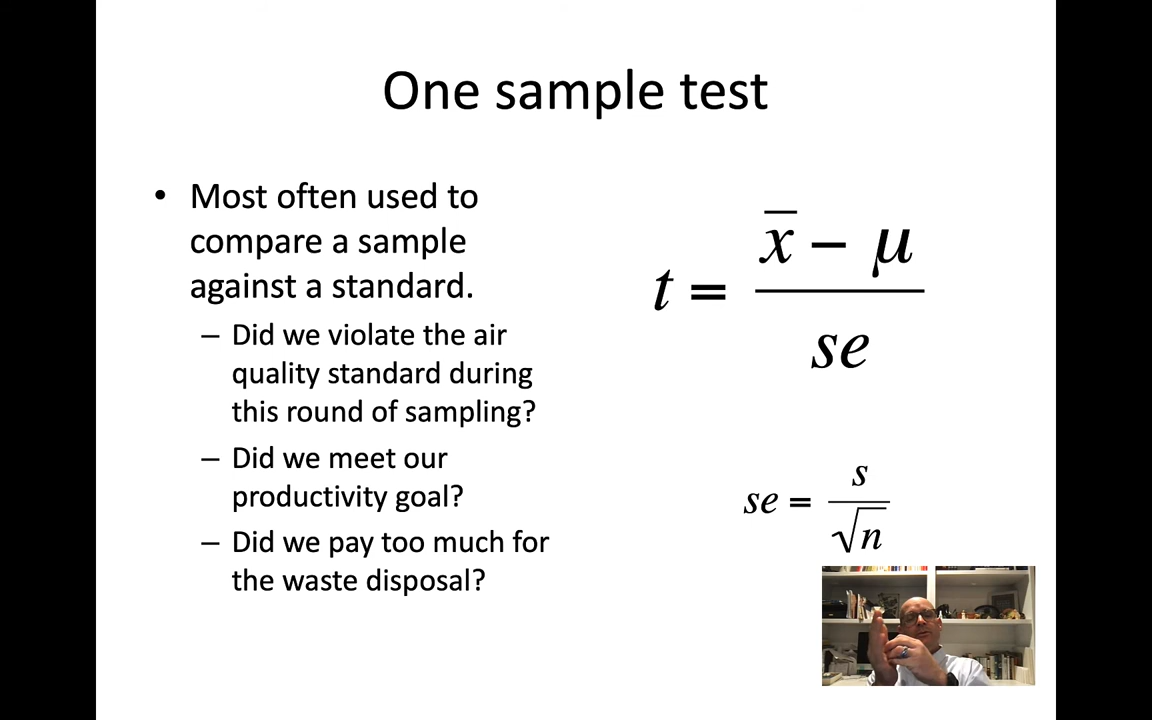 One sample test
• Most often used to
compare a sample
against a standard.
– Did we violate the air
quality standard during
this round of sampling?
– Did we meet our
productivity goal?
– Did we pay too much for
the waste disposal?
t = (x̄ − μ) / se
se = s / √n